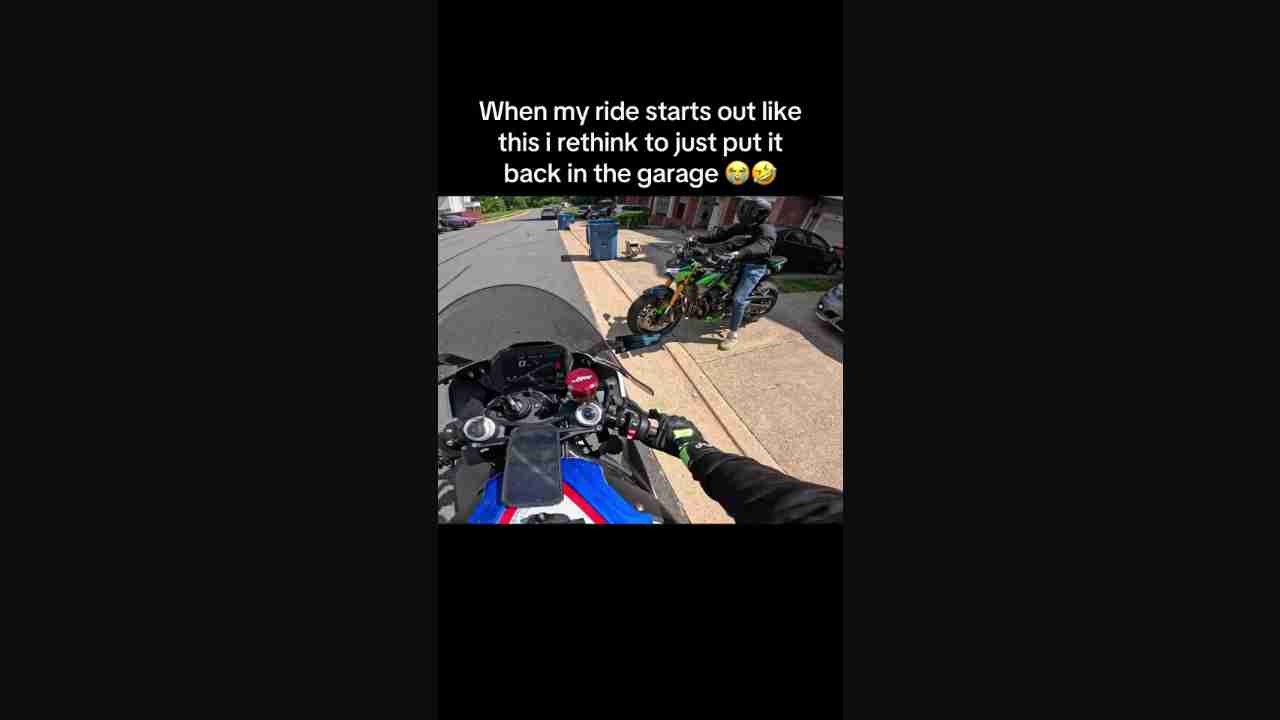 When my ride starts out like
this i rethink to just put it
back in the garage 😭🤣